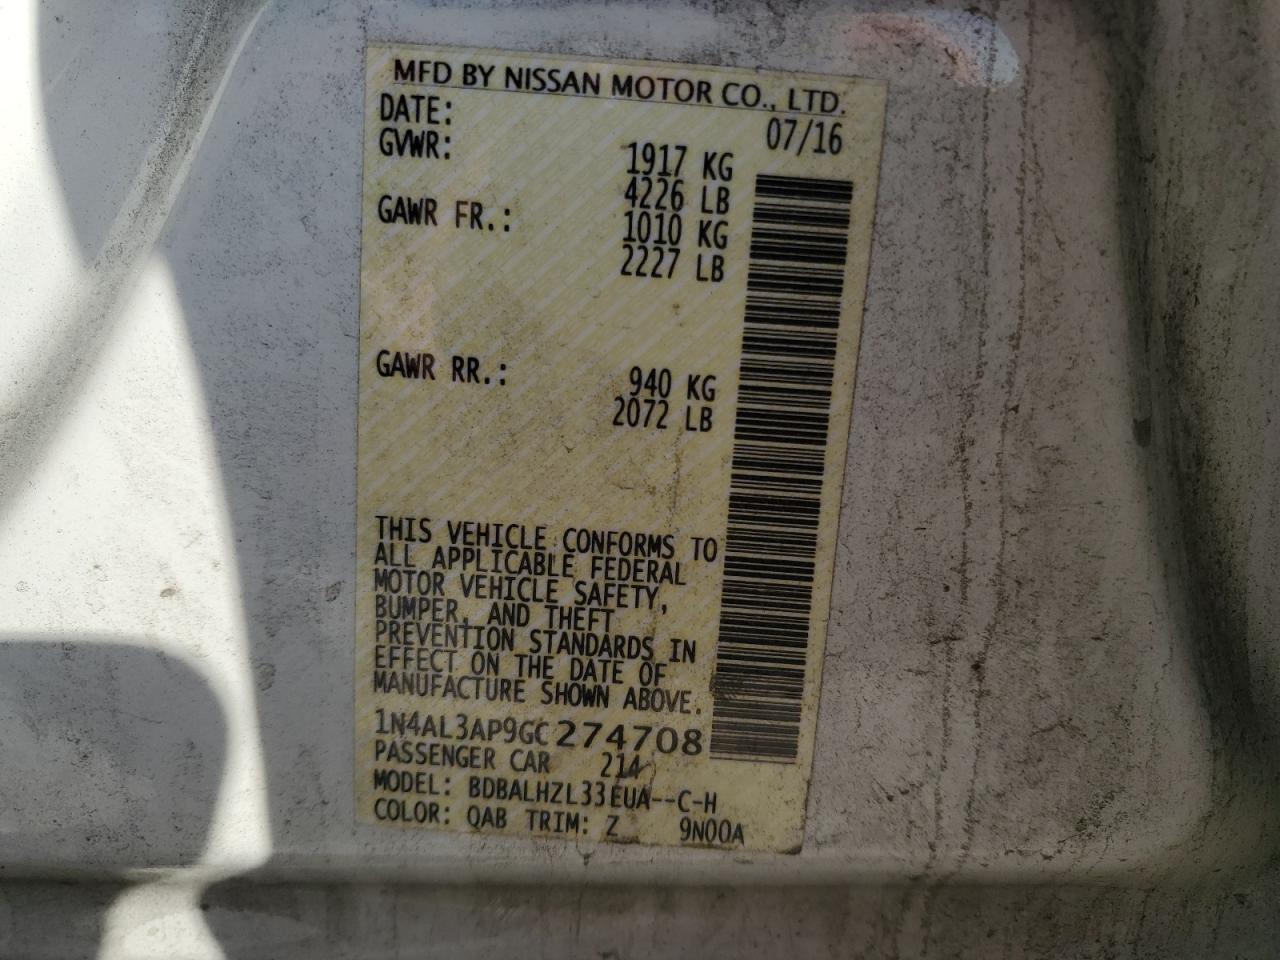 MFD BY NISSAN MOTOR CO., LTD.
DATE: 07/16
GVWR: 1917 KG
4226 LB
GAWR FR.: 1010 KG
2227 LB
GAWR RR.: 940 KG
2072 LB
THIS VEHICLE CONFORMS TO
ALL APPLICABLE FEDERAL
MOTOR VEHICLE SAFETY,
BUMPER, AND THEFT
PREVENTION STANDARDS IN
EFFECT ON THE DATE OF
MANUFACTURE SHOWN ABOVE.
1N4AL3AP9GC274708
PASSENGER CAR 214
MODEL: BDBALHZL33EUA--C-H
COLOR: QAB TRIM: Z 9N00A